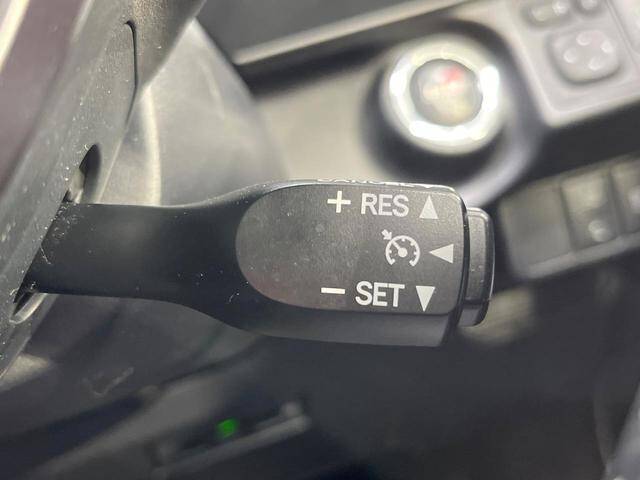 + RES
- SET